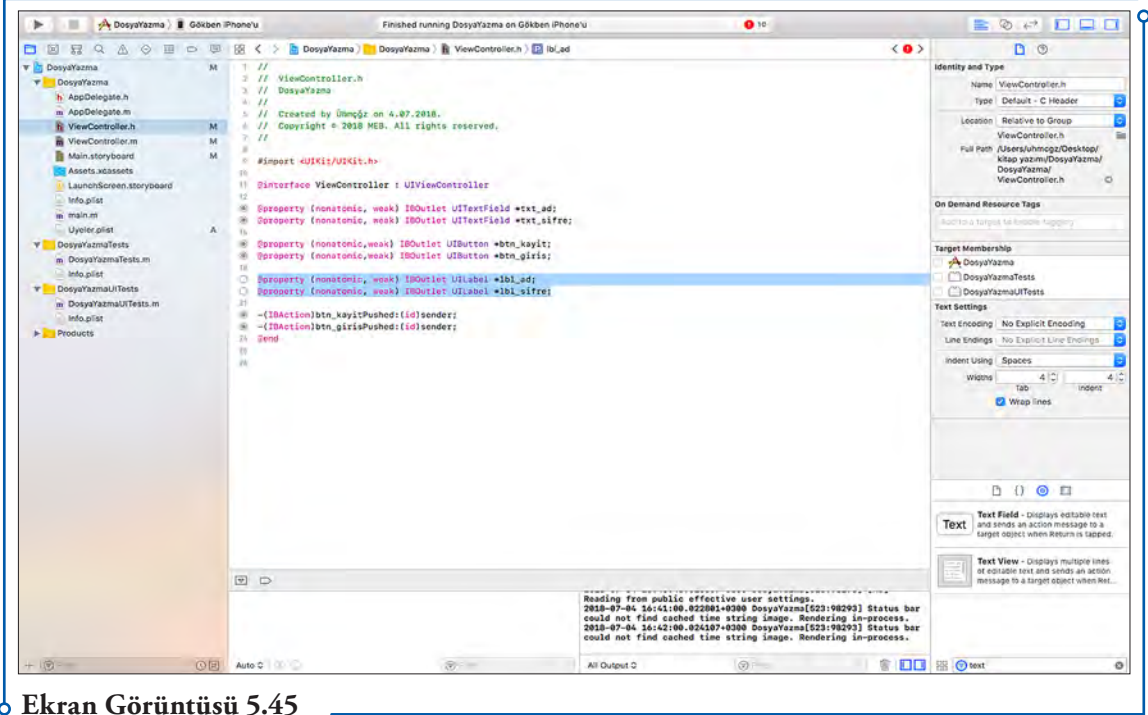 DosyaYazma
Gökben iPhone'u
Finished running DosyaYazma on Gökben iPhone'u
10
DosyaYazma
DosyaYazma
ViewController.h
lbl_ad
DosyaYazma M
DosyaYazma
AppDelegate.h
AppDelegate.m
ViewController.h M
ViewController.m M
Main.storyboard M
Assets.xcassets
LaunchScreen.storyboard
Info.plist
main.m
Uyeler.plist A
DosyaYazmaTests
DosyaYazmaTests.m
Info.plist
DosyaYazmaUITests
DosyaYazmaUITests.m
Info.plist
Products
//
// ViewController.h
// DosyaYazma
//
// Created by on 4.07.2018.
// Copyright © 2018 MEB. All rights reserved.
//
#import <UIKit/UIKit.h>
@interface ViewController : UIViewController
@property (nonatomic, weak) IBOutlet UITextField *txt_ad;
@property (nonatomic, weak) IBOutlet UITextField *txt_sifre;
@property (nonatomic,weak) IBOutlet UIButton *btn_kayit;
@property (nonatomic,weak) IBOutlet UIButton *btn_giris;
@property (nonatomic, weak) IBOutlet UILabel *lbl_ad;
@property (nonatomic, weak) IBOutlet UILabel *lbl_sifre;
-(IBAction)btn_kayitPushed:(id)sender;
-(IBAction)btn_girisPushed:(id)sender;
@end
Reading from public effective user settings.
2018-07-04 16:41:00.022801+0300 DosyaYazma[523:98293] Status bar
could not find cached time string image. Rendering in-process.
2018-07-04 16:42:00.024107+0300 DosyaYazma[523:98293] Status bar
could not find cached time string image. Rendering in-process.
Auto
All Output
Identity and Type
Name ViewController.h
Type Default - C Header
Location Relative to Group
ViewController.h
Full Path /Users/uhmcgz/Desktop/
kitap yazımı/DosyaYazma/
DosyaYazma/
ViewController.h
On Demand Resource Tags
Target Membership
DosyaYazma
DosyaYazmaTests
DosyaYazmaUITests
Text Settings
Text Encoding No Explicit Encoding
Line Endings No Explicit Line Endings
Indent Using Spaces
Widths 4 4
Tab Indent
Wrap lines
Text
Text Field - Displays editable text
and sends an action message to a
target object when Return is tapped.
Text View - Displays multiple lines
of editable text and sends an action
message to a target object when Ret...
text
Ekran Görüntüsü 5.45